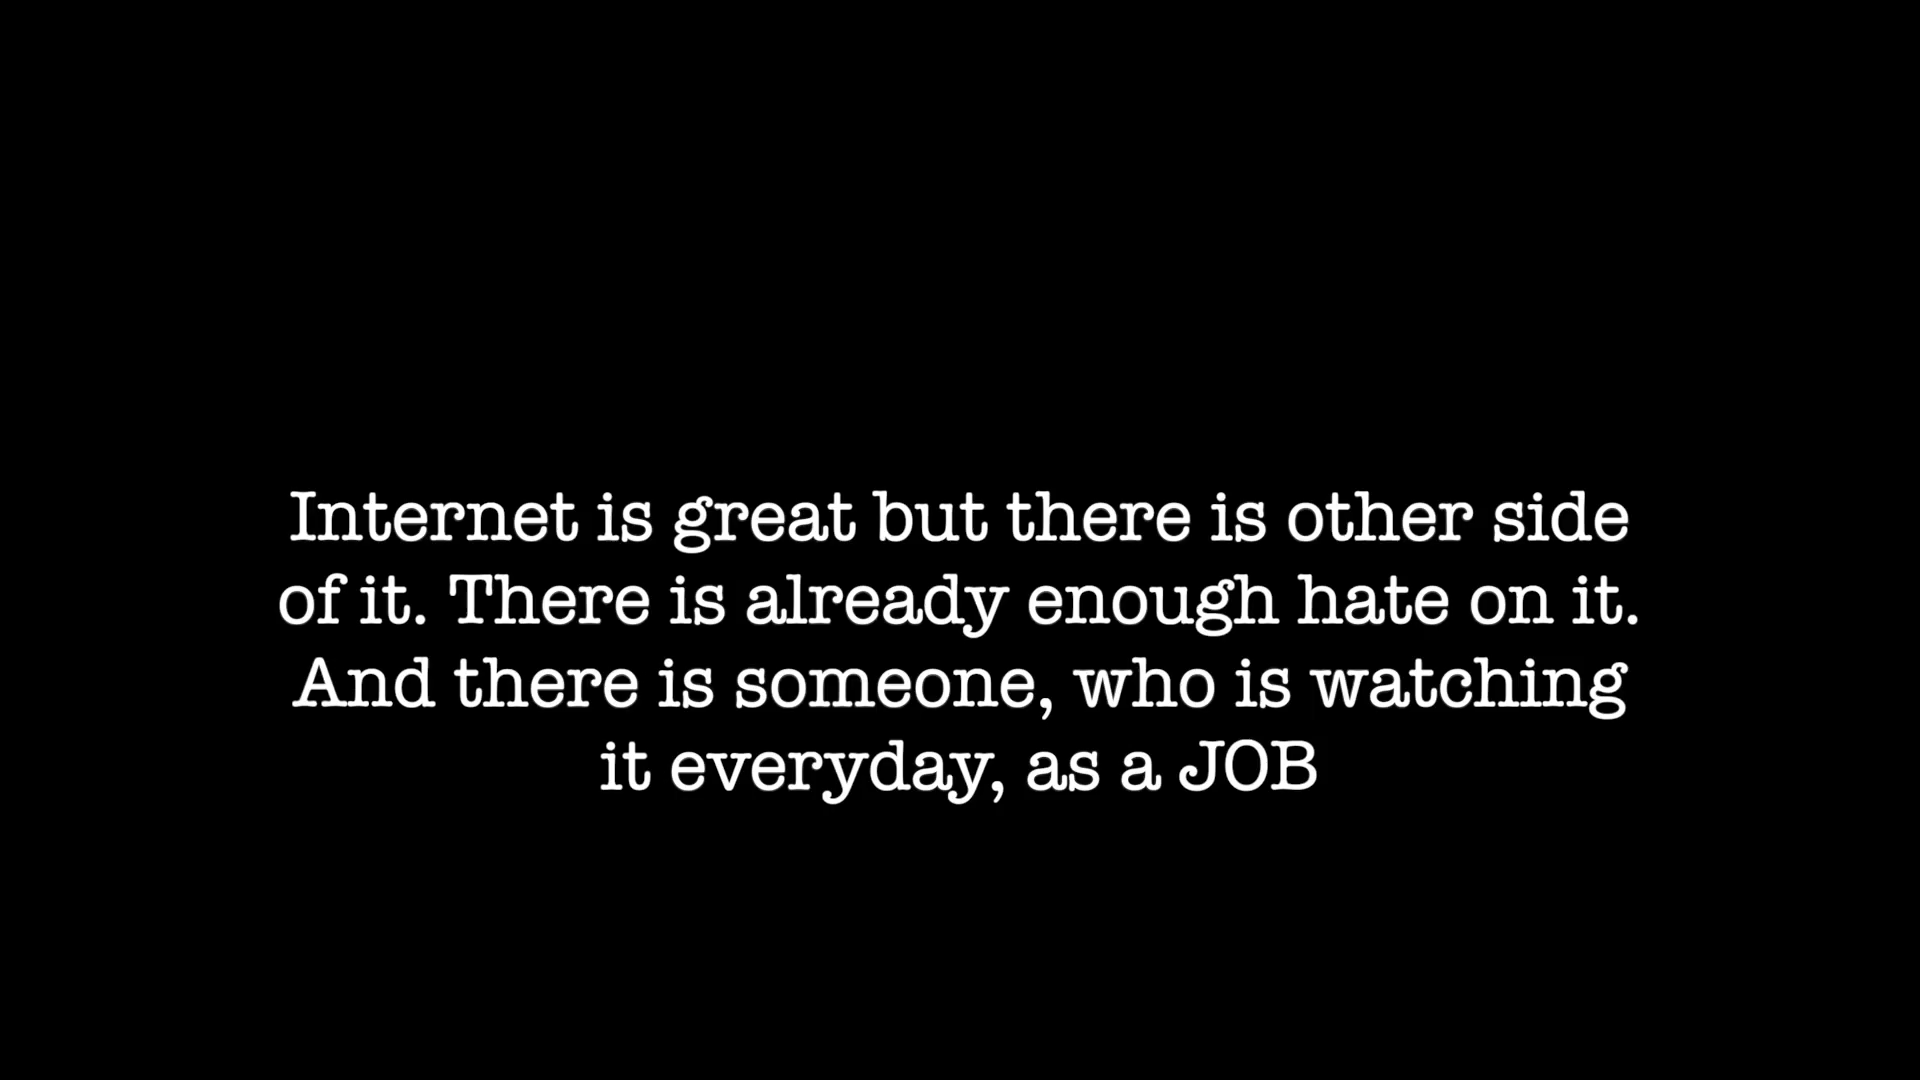 Internet is great but there is other side
of it. There is already enough hate on it.
And there is someone, who is watching
it everyday, as a JOB